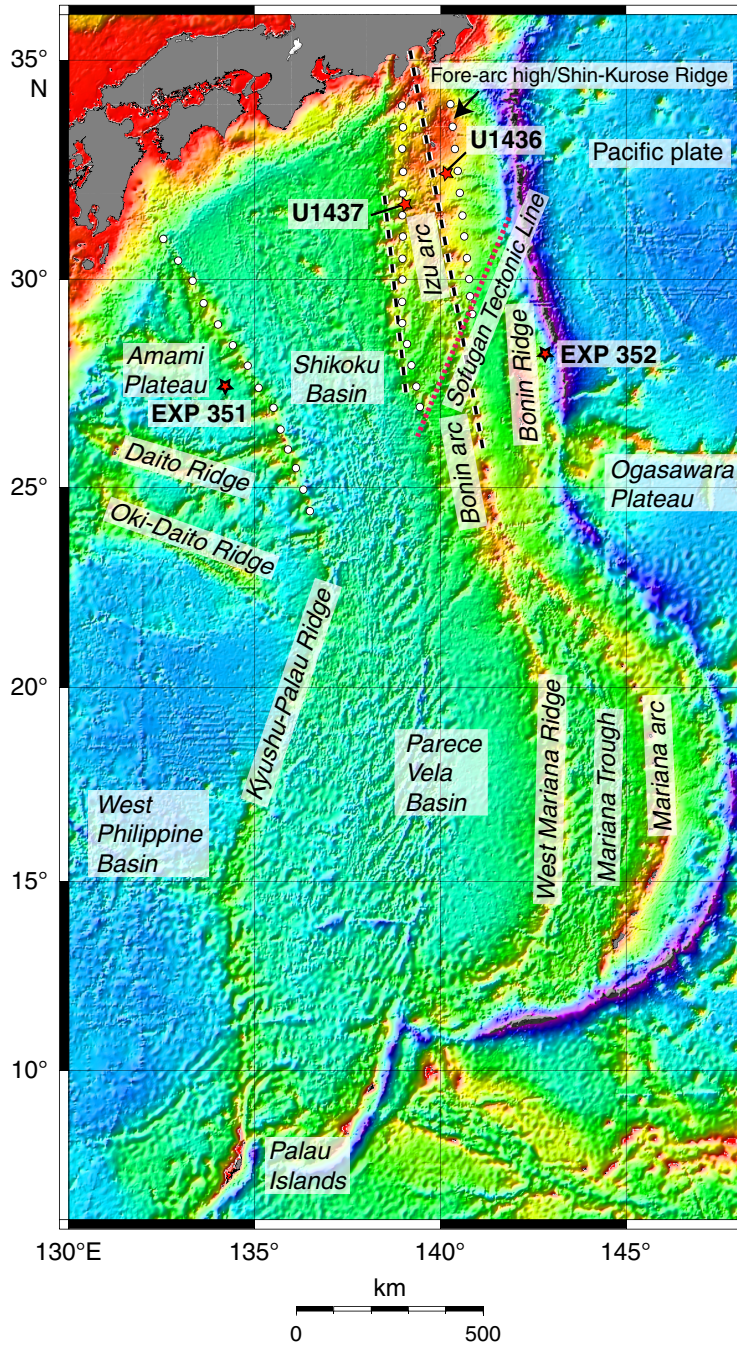 35°
N
Fore-arc high/Shin-Kurose Ridge
U1436
Pacific plate
U1437
Izu arc
Sofugan Tectonic Line
30°
Amami
Plateau
EXP 351
Shikoku
Basin
Bonin Ridge
EXP 352
Daito Ridge
Bonin arc
Ogasawara
Plateau
25°
Oki-Daito Ridge
Kyushu-Palau Ridge
20°
Parece
Vela
Basin
West Mariana Ridge
Mariana Trough
Mariana arc
West
Philippine
Basin
15°
10°
Palau
Islands
130°E
135°
140°
145°
km
0
500